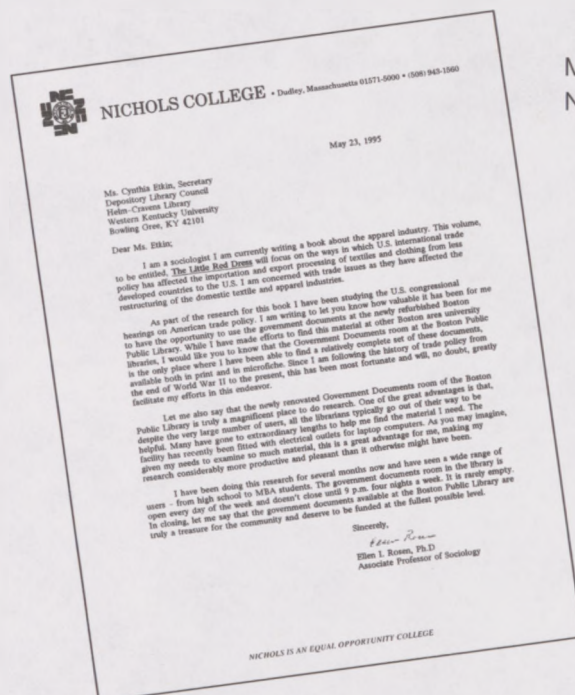 NICHOLS COLLEGE • Dudley, Massachusetts 01571-5000 • (508) 943-1560
May 23, 1995
Ms. Cynthia Etkin, Secretary
Depository Library Council
Helm-Cravens Library
Western Kentucky University
Bowling Gree, KY 42101
Dear Ms. Etkin;
I am a sociologist I am currently writing a book about the apparel industry. This volume,
to be entitled, The Little Red Dress will focus on the ways in which U.S. international trade
policy has affected the importation and export processing of textiles and clothing from less
developed countries to the U.S. I am concerned with trade issues as they have affected the
restructuring of the domestic textile and apparel industries.
As part of the research for this book I have been studying the U.S. congressional
hearings on American trade policy. I am writing to let you know how valuable it has been for me
to have the opportunity to use the government documents at the newly refurbished Boston
Public Library. While I have made efforts to find this material at other Boston area university
libraries, I would like you to know that the Government Documents room at the Boston Public
is the only place where I have been able to find a relatively complete set of these documents,
available both in print and in microfiche. Since I am following the history of trade policy from
the end of World War II to the present, this has been most fortunate and will, no doubt, greatly
facilitate my efforts in this endeavor.
Let me also say that the newly renovated Government Documents room of the Boston
Public Library is truly a magnificent place to do research. One of the great advantages is that,
despite the very large number of users, all the librarians typically go out of their way to be
helpful. Many have gone to extraordinary lengths to help me find the material I need. The
facility has recently been fitted with electrical outlets for laptop computers. As you may imagine,
given my needs to examine so much material, this is a great advantage for me, making my
research considerably more productive and pleasant than it otherwise might have been.
I have been doing this research for several months now and have seen a wide range of
users - from high school to MBA students. The government documents room in the library is
open every day of the week and doesn't close until 9 p.m. four nights a week. It is rarely empty.
In closing, let me say that the government documents available at the Boston Public Library are
truly a treasure for the community and deserve to be funded at the fullest possible level.
Sincerely,
Ellen I. Rosen, Ph.D
Associate Professor of Sociology
NICHOLS IS AN EQUAL OPPORTUNITY COLLEGE